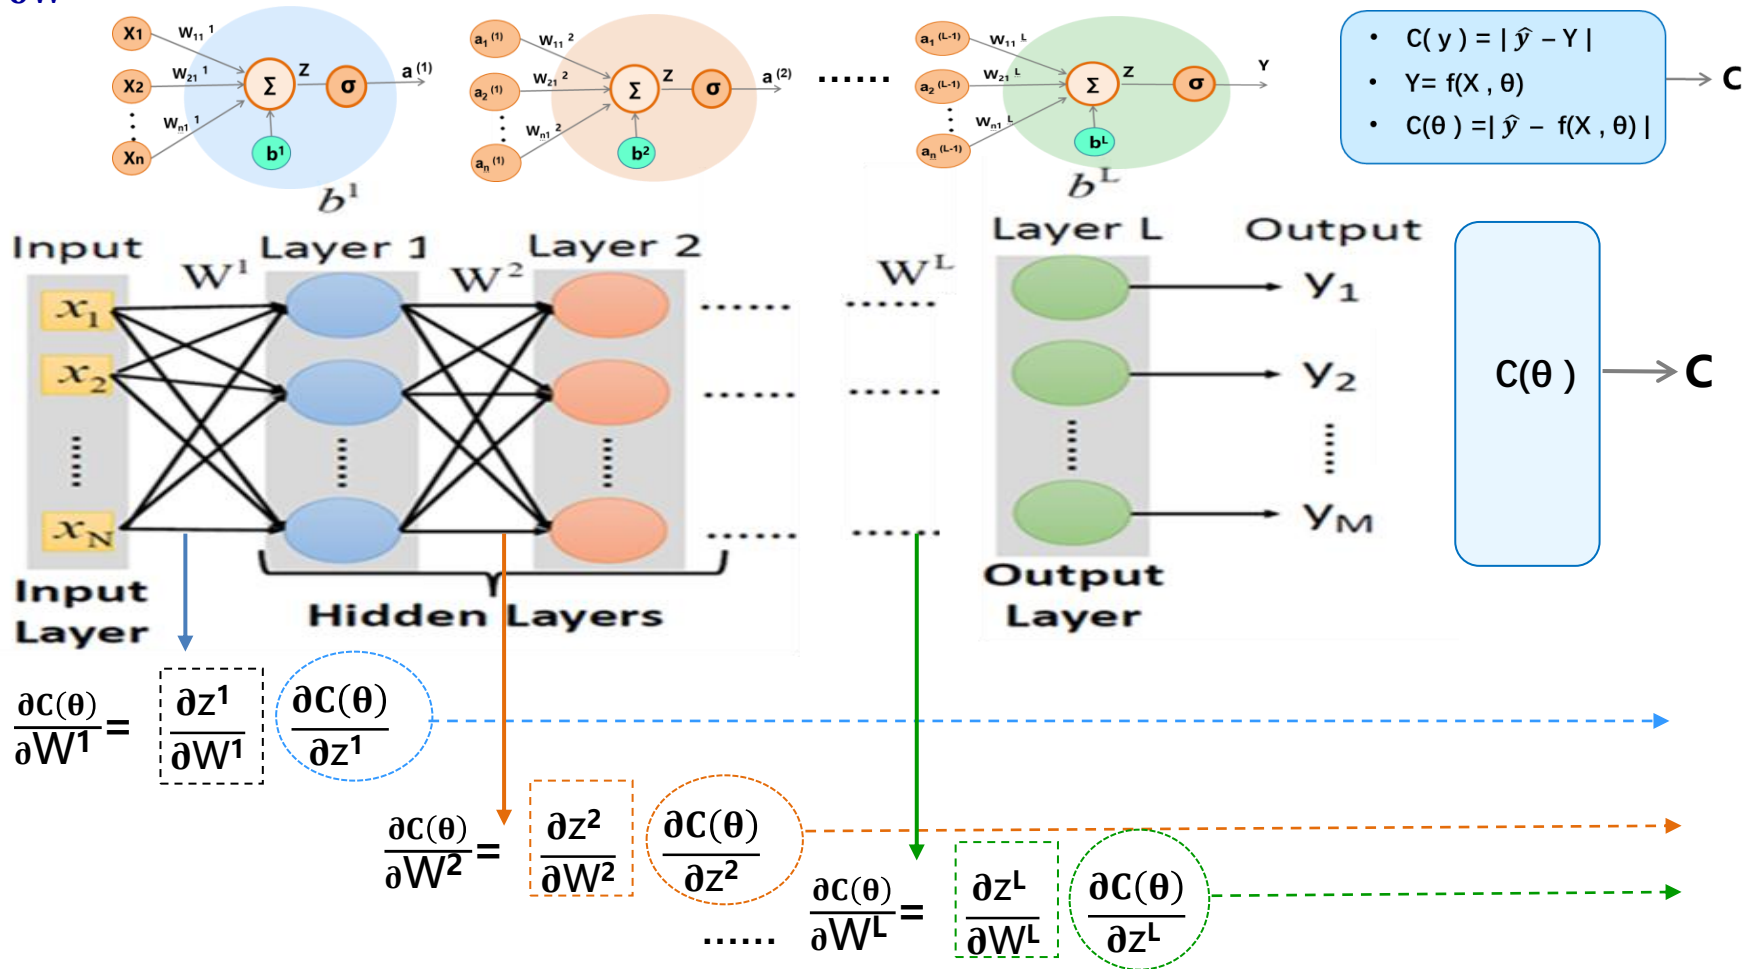 X1
W11 1
X2
W21 1
Xn
Wn1 1
Σ
Z
σ
a (1)
b1
a1 (1)
W11 2
a2 (1)
W21 2
an (1)
Wn1 2
Σ
Z
σ
a (2)
b2
......
a1 (L-1)
W11 L
a2 (L-1)
W21 L
an (L-1)
Wn1 L
Σ
Z
σ
Y
bL
• C( y ) = | ŷ – Y |
• Y= f(X , θ)
• C(θ ) =| ŷ – f(X , θ) |
C
b¹
bᴸ
Input
Layer 1
Layer 2
Layer L
Output
W¹
W²
Wᴸ
x₁
x₂
x_N
y₁
y₂
y_M
C(θ )
C
Input
Layer
Hidden Layers
Output
Layer
∂C(θ)/∂W¹ = ∂z¹/∂W¹ ∂C(θ)/∂z¹
∂C(θ)/∂W² = ∂z²/∂W² ∂C(θ)/∂z²
...... ∂C(θ)/∂Wᴸ = ∂zᴸ/∂Wᴸ ∂C(θ)/∂zᴸ